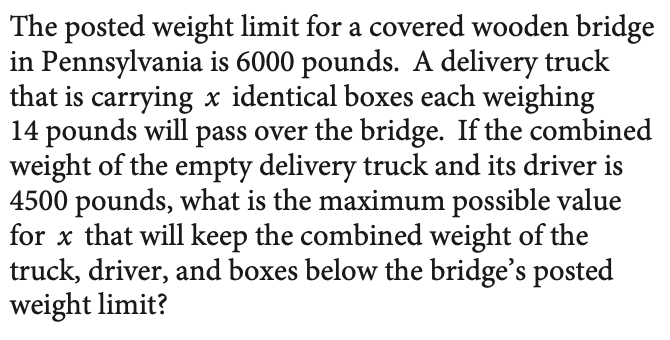 The posted weight limit for a covered wooden bridge
in Pennsylvania is 6000 pounds. A delivery truck
that is carrying x identical boxes each weighing
14 pounds will pass over the bridge. If the combined
weight of the empty delivery truck and its driver is
4500 pounds, what is the maximum possible value
for x that will keep the combined weight of the
truck, driver, and boxes below the bridge’s posted
weight limit?